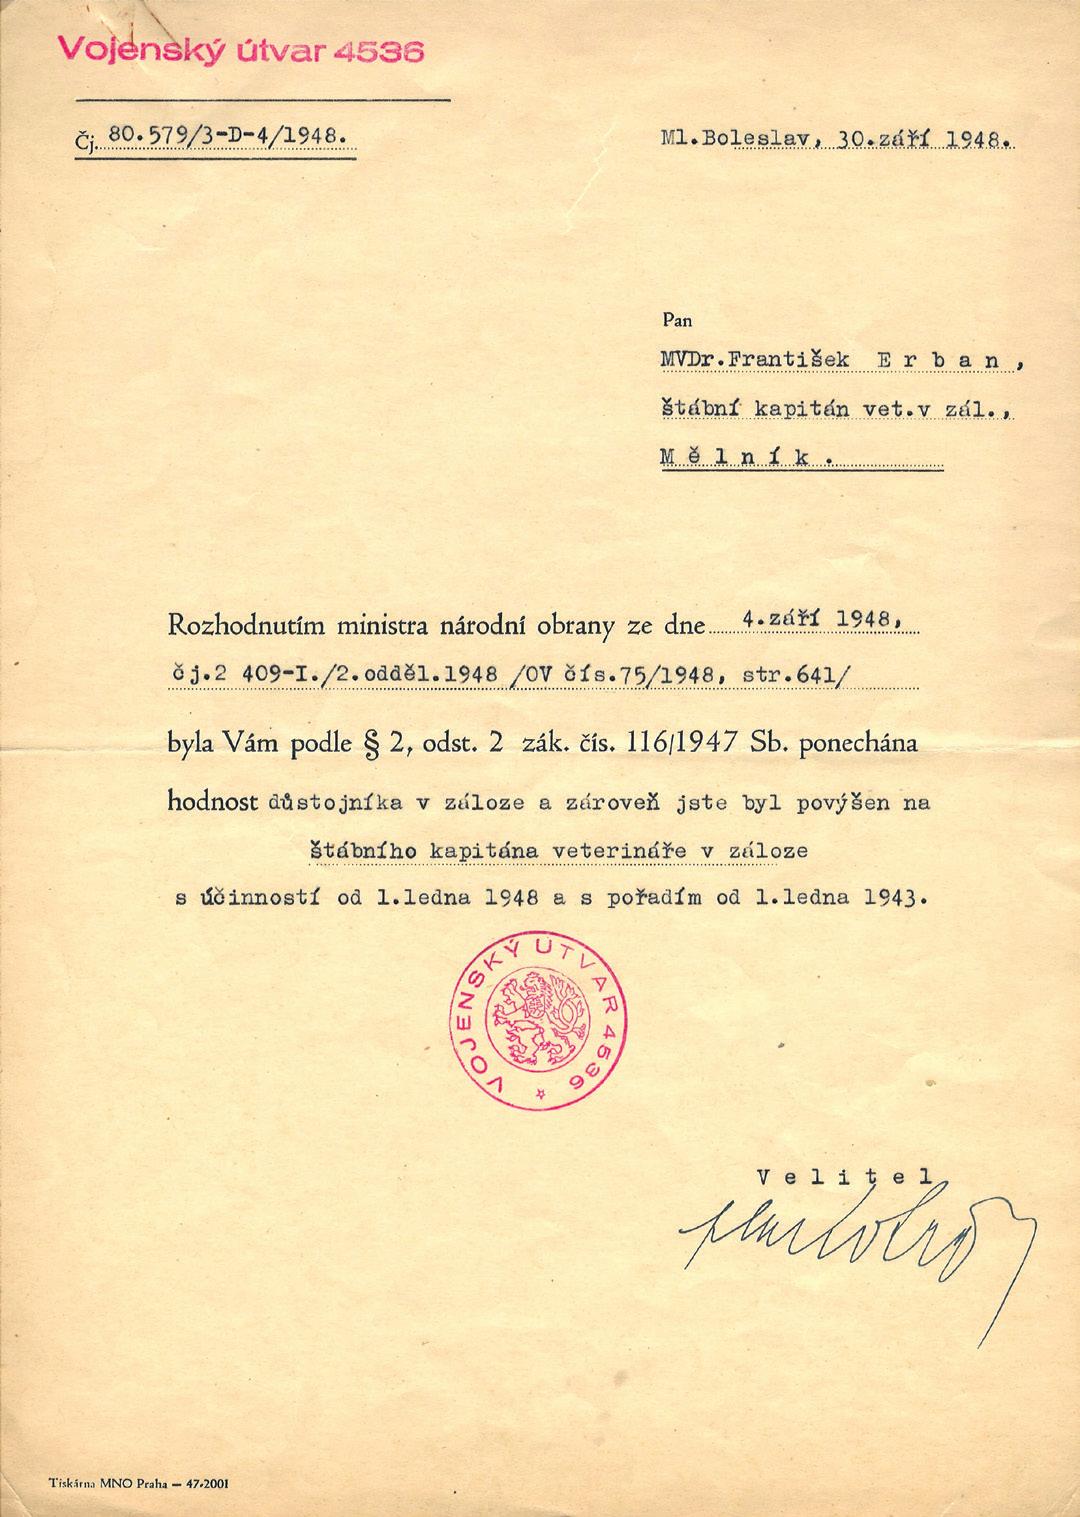 Vojenský útvar 4536
Čj. 80.579/3-D-4/1948.
Ml.Boleslav, 30.září 1948.
Pan
MVDr.František E r b a n ,
štábní kapitán vet.v zál.,
M ě l n í k .
Rozhodnutím ministra národní obrany ze dne 4.září 1948,
čj.2 409-I./2.odděl.1948 /OV čís.75/1948, str.641/
byla Vám podle § 2, odst. 2 zák. čís. 116/1947 Sb. ponechána
hodnost důstojníka v záloze a zároveň jste byl povýšen na
štábního kapitána veterináře v záloze
s účinností od 1.ledna 1948 a s pořadím od 1.ledna 1943.
VOJENSKÝ ÚTVAR 4536
V e l i t e l
Tiskárna MNO Praha — 47-2001